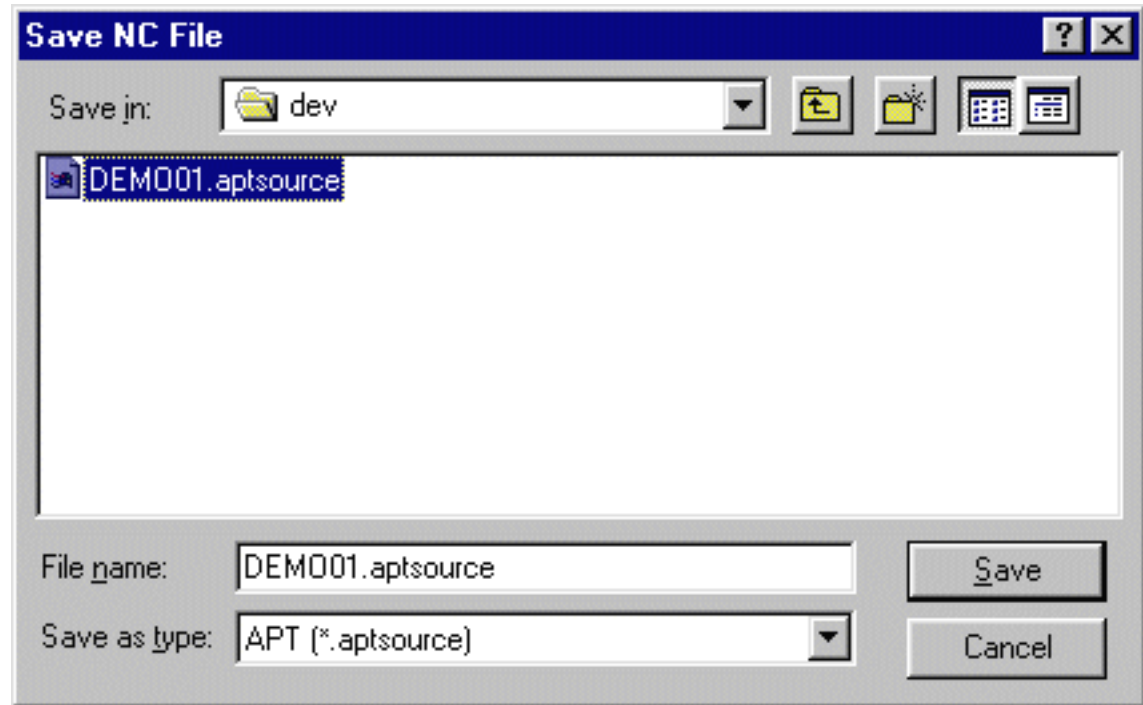 Save NC File
Save in: dev
DEMO01.aptsource
File name: DEMO01.aptsource Save
Save as type: APT (*.aptsource) Cancel